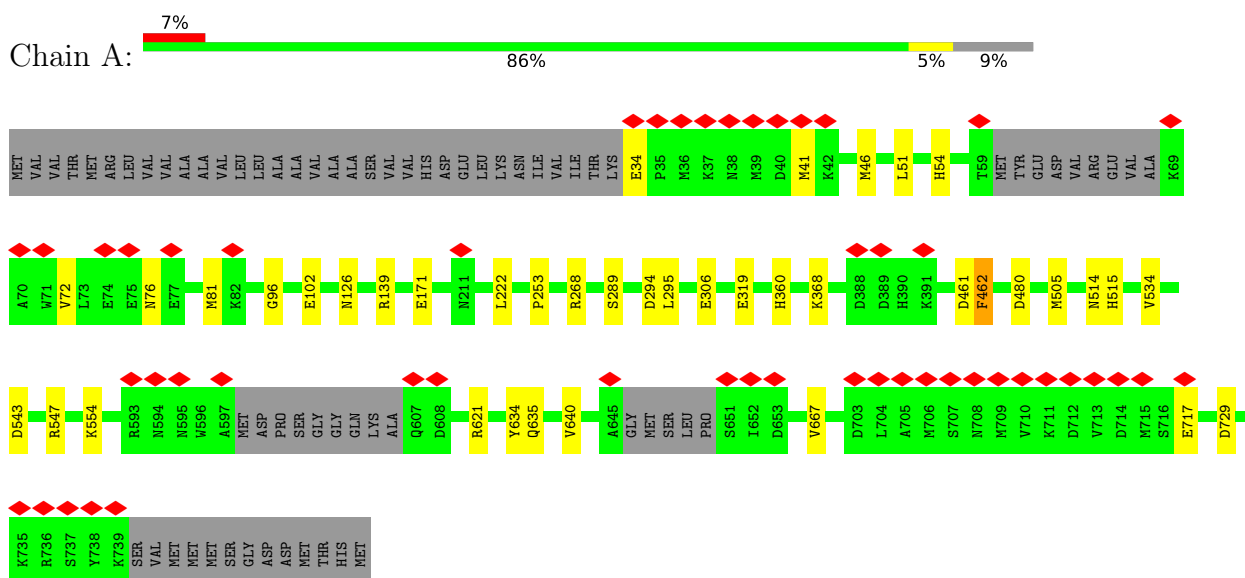 7%
Chain A:
86% 5% 9%
MET VAL VAL THR MET ARG LEU VAL VAL ALA ALA VAL LEU LEU ALA ALA VAL ALA ALA SER VAL VAL HIS ASP GLU LEU LYS ASN ILE VAL ILE THR LYS E34 P35 M36 K37 N38 M39 D40 M41 K42 M46 L51 H54 T59 MET TYR GLU ASP VAL ARG GLU VAL ALA K69
A70 W71 V72 L73 E74 E75 N76 E77 M81 K82 G96 E102 N126 R139 E171 N211 L222 P253 R268 S289 D294 L295 E306 E319 H360 K368 D388 D389 H390 K391 D461 F462 D480 M505 N514 H515 V534
D543 R547 K554 R593 N594 N595 W596 A597 MET ASP PRO SER GLY GLY GLN LYS ALA Q607 D608 R621 Y634 Q635 V640 A645 GLY MET SER LEU PRO S651 I652 D653 V667 D703 L704 A705 M706 S707 N708 M709 V710 K711 D712 V713 D714 M715 S716 E717 D729
K735 R736 S737 Y738 K739 SER VAL MET MET MET SER GLY ASP ASP MET THR HIS MET